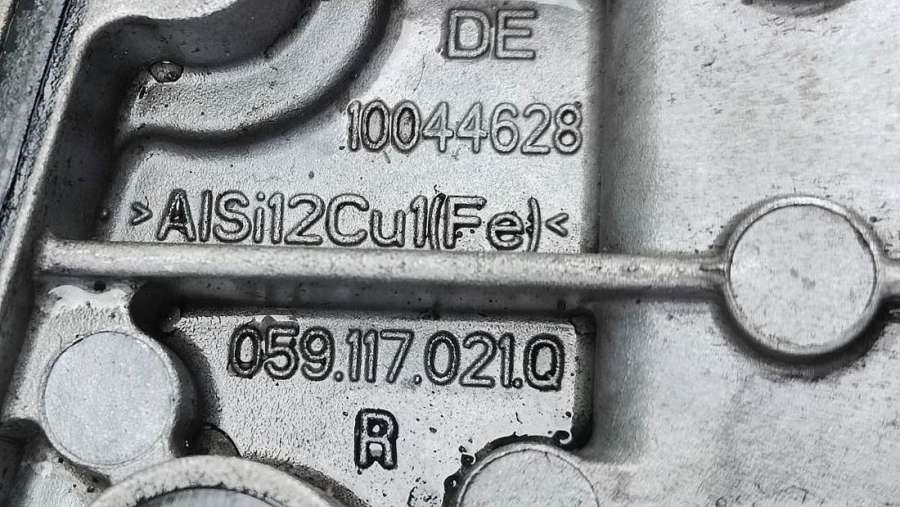 DE
10044628
>AlSi12Cu1(Fe)<
059.117.021.Q
R